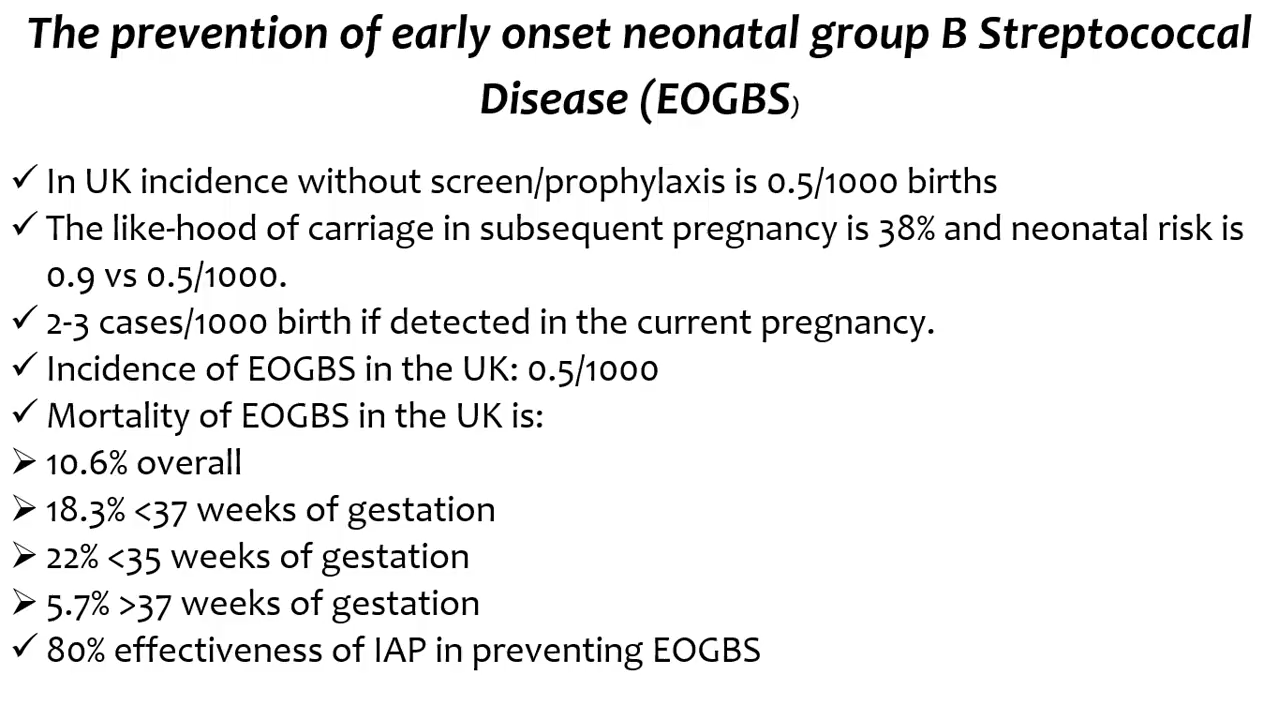 The prevention of early onset neonatal group B Streptococcal
Disease (EOGBS)
✓ In UK incidence without screen/prophylaxis is 0.5/1000 births
✓ The like-hood of carriage in subsequent pregnancy is 38% and neonatal risk is
0.9 vs 0.5/1000.
✓ 2-3 cases/1000 birth if detected in the current pregnancy.
✓ Incidence of EOGBS in the UK: 0.5/1000
✓ Mortality of EOGBS in the UK is:
➢ 10.6% overall
➢ 18.3% <37 weeks of gestation
➢ 22% <35 weeks of gestation
➢ 5.7% >37 weeks of gestation
✓ 80% effectiveness of IAP in preventing EOGBS